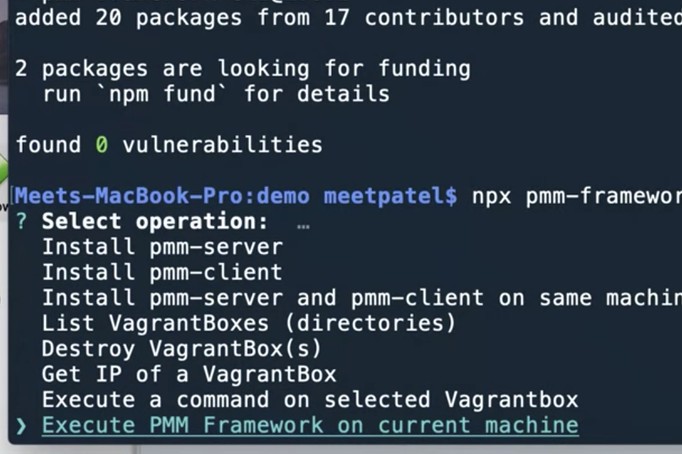 added 20 packages from 17 contributors and audited
2 packages are looking for funding
run `npm fund` for details
found 0 vulnerabilities
Meets-MacBook-Pro:demo meetpatel$ npx pmm-framewor
? Select operation: …
Install pmm-server
Install pmm-client
Install pmm-server and pmm-client on same machin
List VagrantBoxes (directories)
Destroy VagrantBox(s)
Get IP of a VagrantBox
Execute a command on selected Vagrantbox
❯ Execute PMM Framework on current machine